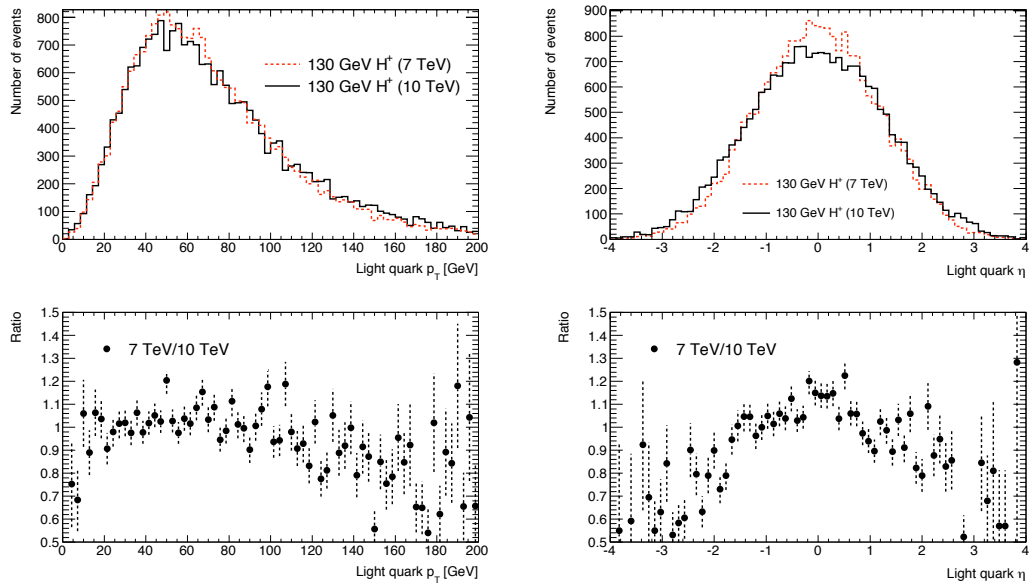 Number of events
800
700
600
500
400
300
200
100
0
130 GeV H+ (7 TeV)
130 GeV H+ (10 TeV)
0 20 40 60 80 100 120 140 160 180 200
Light quark p_T [GeV]
Number of events
900
800
700
600
500
400
300
200
100
0
130 GeV H+ (7 TeV)
130 GeV H+ (10 TeV)
-4 -3 -2 -1 0 1 2 3 4
Light quark η
Ratio
1.5
1.4
1.3
1.2
1.1
1.0
0.9
0.8
0.7
0.6
0.5
7 TeV/10 TeV
0 20 40 60 80 100 120 140 160 180 200
Light quark p_T [GeV]
Ratio
1.5
1.4
1.3
1.2
1.1
1.0
0.9
0.8
0.7
0.6
0.5
7 TeV/10 TeV
-4 -3 -2 -1 0 1 2 3 4
Light quark η